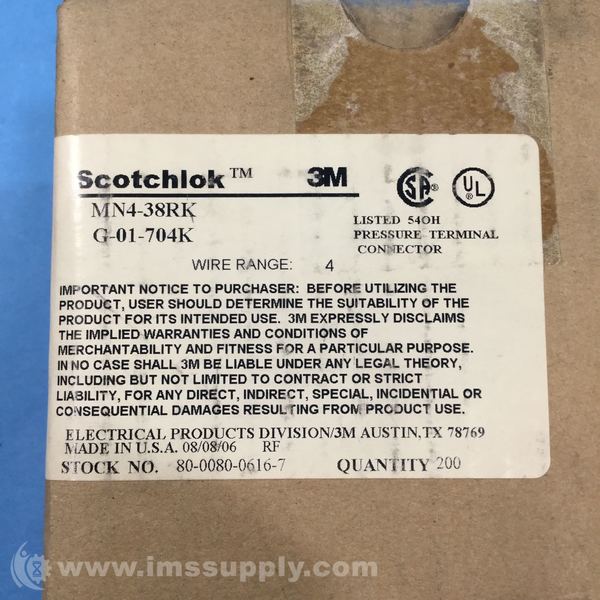 Scotchlok™ 3M
CSA UL
MN4-38RK
G-01-704K
LISTED 54OH
PRESSURE TERMINAL
CONNECTOR
WIRE RANGE: 4
IMPORTANT NOTICE TO PURCHASER: BEFORE UTILIZING THE
PRODUCT, USER SHOULD DETERMINE THE SUITABILITY OF THE
PRODUCT FOR ITS INTENDED USE. 3M EXPRESSLY DISCLAIMS
THE IMPLIED WARRANTIES AND CONDITIONS OF
MERCHANTABILITY AND FITNESS FOR A PARTICULAR PURPOSE.
IN NO CASE SHALL 3M BE LIABLE UNDER ANY LEGAL THEORY,
INCLUDING BUT NOT LIMITED TO CONTRACT OR STRICT
LIABILITY, FOR ANY DIRECT, INDIRECT, SPECIAL, INCIDENTAL OR
CONSEQUENTIAL DAMAGES RESULTING FROM PRODUCT USE.
ELECTRICAL PRODUCTS DIVISION/3M AUSTIN,TX 78769
MADE IN U.S.A. 08/08/06 RF
STOCK NO. 80-0080-0616-7 QUANTITY 200
www.imssupply.com